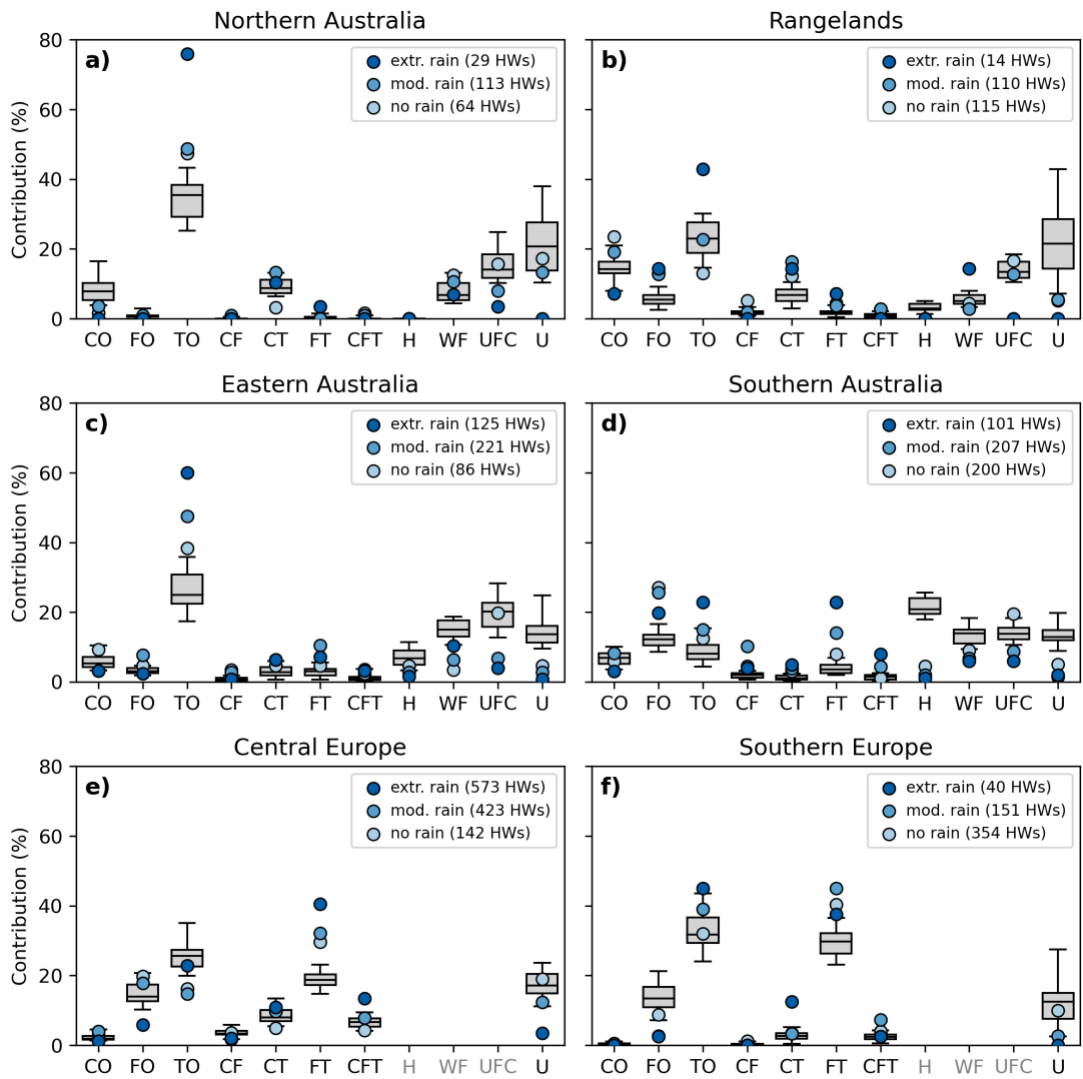 Northern Australia
Rangelands
80
60
40
20
0
Contribution (%)
a)
extr. rain (29 HWs)
mod. rain (113 HWs)
no rain (64 HWs)
CO FO TO CF CT FT CFT H WF UFC U
b)
extr. rain (14 HWs)
mod. rain (110 HWs)
no rain (115 HWs)
CO FO TO CF CT FT CFT H WF UFC U
Eastern Australia
Southern Australia
80
60
40
20
0
Contribution (%)
c)
extr. rain (125 HWs)
mod. rain (221 HWs)
no rain (86 HWs)
CO FO TO CF CT FT CFT H WF UFC U
d)
extr. rain (101 HWs)
mod. rain (207 HWs)
no rain (200 HWs)
CO FO TO CF CT FT CFT H WF UFC U
Central Europe
Southern Europe
80
60
40
20
0
Contribution (%)
e)
extr. rain (573 HWs)
mod. rain (423 HWs)
no rain (142 HWs)
CO FO TO CF CT FT CFT H WF UFC U
f)
extr. rain (40 HWs)
mod. rain (151 HWs)
no rain (354 HWs)
CO FO TO CF CT FT CFT H WF UFC U